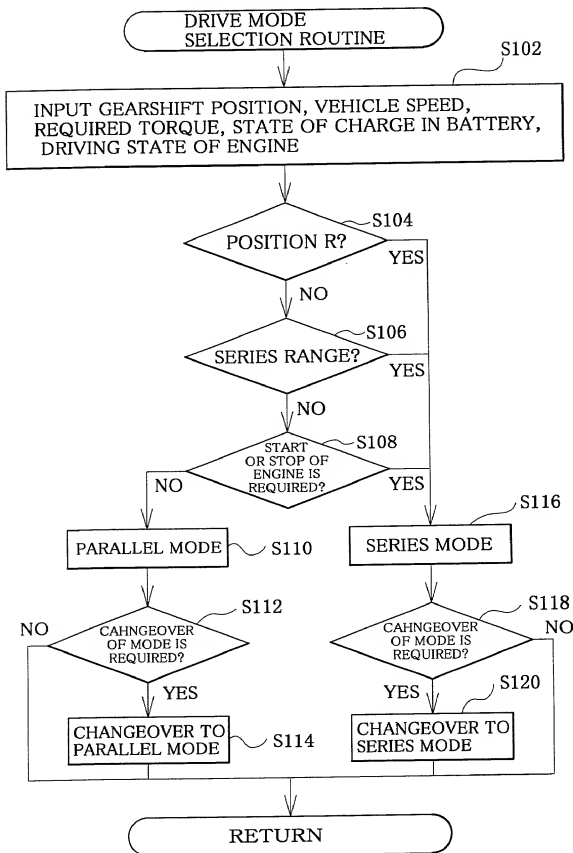 DRIVE MODE
SELECTION ROUTINE
S102
INPUT GEARSHIFT POSITION, VEHICLE SPEED,
REQUIRED TORQUE, STATE OF CHARGE IN BATTERY,
DRIVING STATE OF ENGINE
S104
POSITION R?
YES
NO
S106
SERIES RANGE?
YES
NO
S108
START
OR STOP OF
ENGINE IS
REQUIRED?
NO
YES
S116
PARALLEL MODE
S110
SERIES MODE
S112
S118
NO
CAHNGEOVER
OF MODE IS
REQUIRED?
CAHNGEOVER
OF MODE IS
REQUIRED?
NO
YES
YES
S120
CHANGEOVER TO
PARALLEL MODE
S114
CHANGEOVER TO
SERIES MODE
RETURN